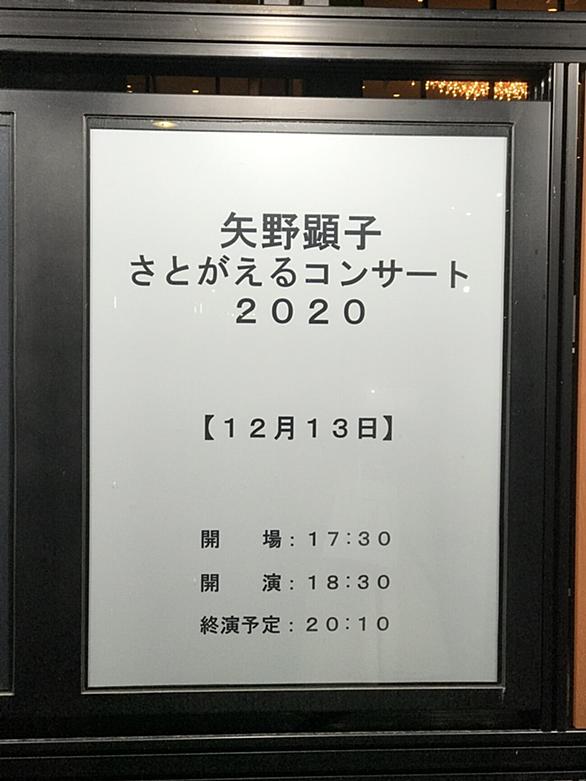 矢野顕子
さとがえるコンサート
２０２０
【１２月１３日】
開　　場：１７：３０
開　　演：１８：３０
終演予定：２０：１０